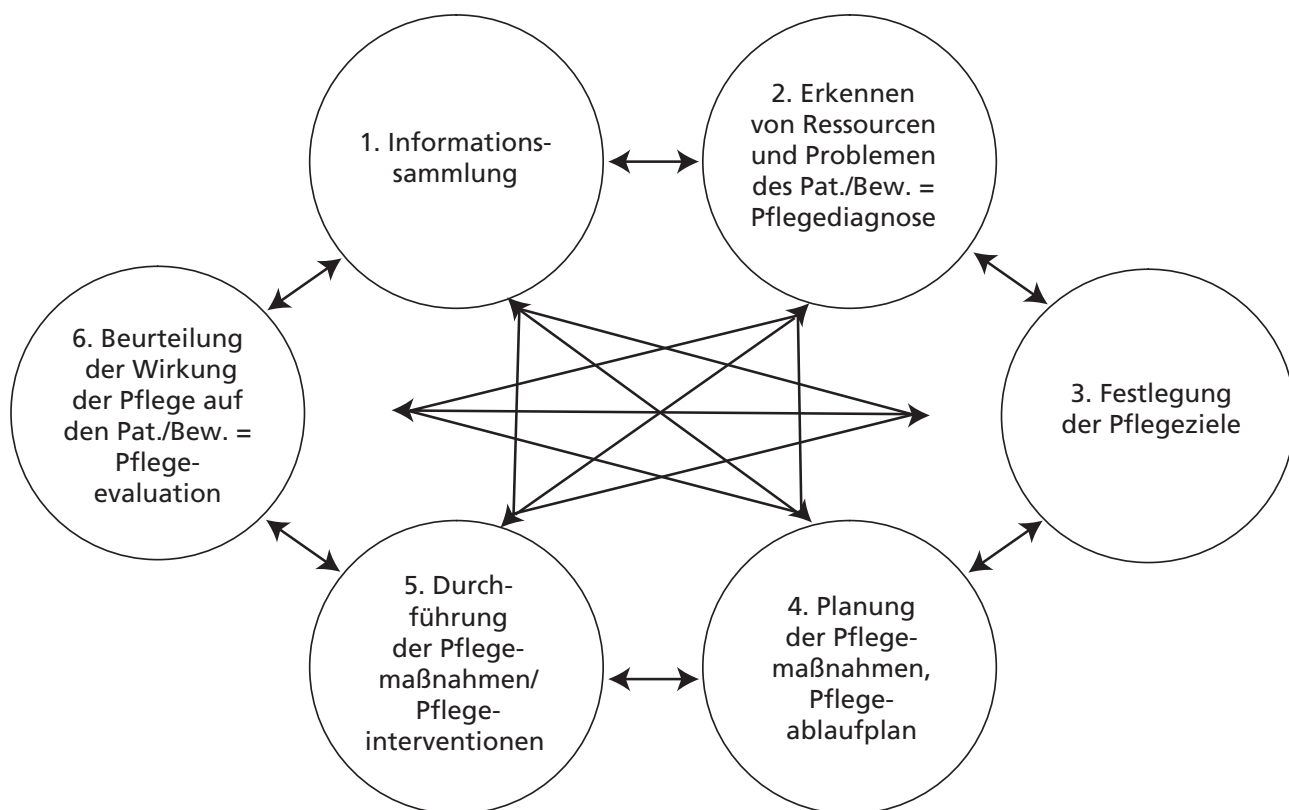 1. Informations-
sammlung
2. Erkennen
von Ressourcen
und Problemen
des Pat./Bew. =
Pflegediagnose
3. Festlegung
der Pflegeziele
4. Planung
der Pflege-
maßnahmen,
Pflege-
ablaufplan
5. Durch-
führung
der Pflege-
maßnahmen/
Pflege-
interventionen
6. Beurteilung
der Wirkung
der Pflege auf
den Pat./Bew. =
Pflege-
evaluation